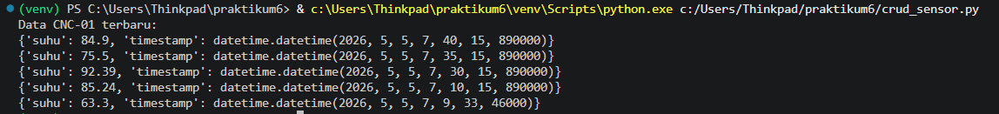 (venv) PS C:\Users\Thinkpad\praktikum6> & c:\Users\Thinkpad\praktikum6\venv\Scripts\python.exe c:/Users/Thinkpad/praktikum6/crud_sensor.py
Data CNC-01 terbaru:
{'suhu': 84.9, 'timestamp': datetime.datetime(2026, 5, 5, 7, 40, 15, 890000)}
{'suhu': 75.5, 'timestamp': datetime.datetime(2026, 5, 5, 7, 35, 15, 890000)}
{'suhu': 92.39, 'timestamp': datetime.datetime(2026, 5, 5, 7, 30, 15, 890000)}
{'suhu': 85.24, 'timestamp': datetime.datetime(2026, 5, 5, 7, 10, 15, 890000)}
{'suhu': 63.3, 'timestamp': datetime.datetime(2026, 5, 5, 7, 9, 33, 46000)}